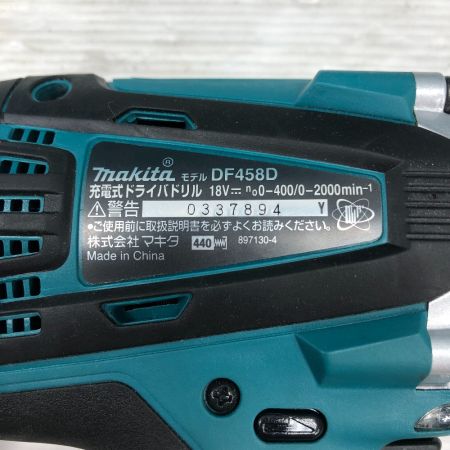 makita® モデル DF458D
充電式ドライバドリル 18V⎓ n₀0-400/0-2000min⁻¹
⚠警告 0337894 Y
●ご使用前に取扱説明書を必ずよくお読みください。
株式会社 マキタ 440 897130-4
Made in China